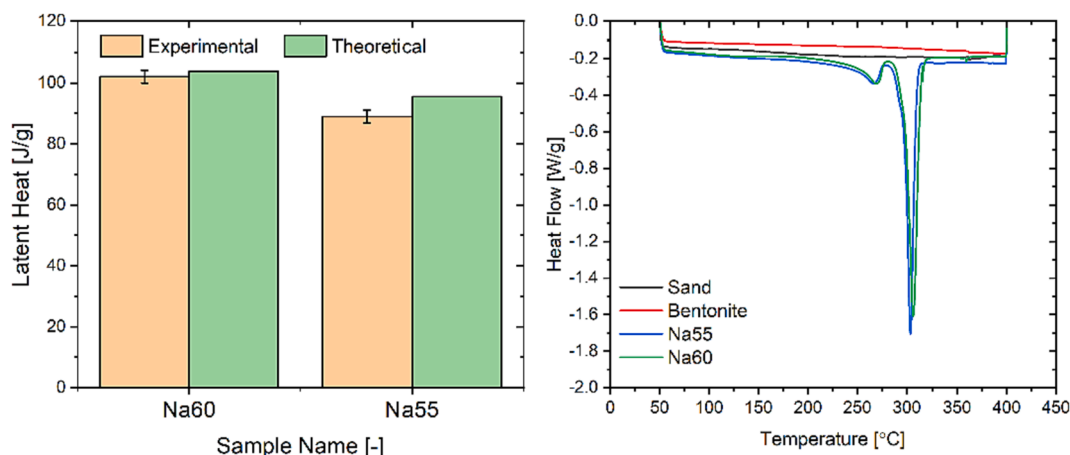 Latent Heat [J/g]
120
100
80
60
40
20
0
Experimental
Theoretical
Na60
Na55
Sample Name [-]
Heat Flow [W/g]
0.0
-0.2
-0.4
-0.6
-0.8
-1.0
-1.2
-1.4
-1.6
-1.8
-2.0
Sand
Bentonite
Na55
Na60
0
50
100
150
200
250
300
350
400
450
Temperature [°C]